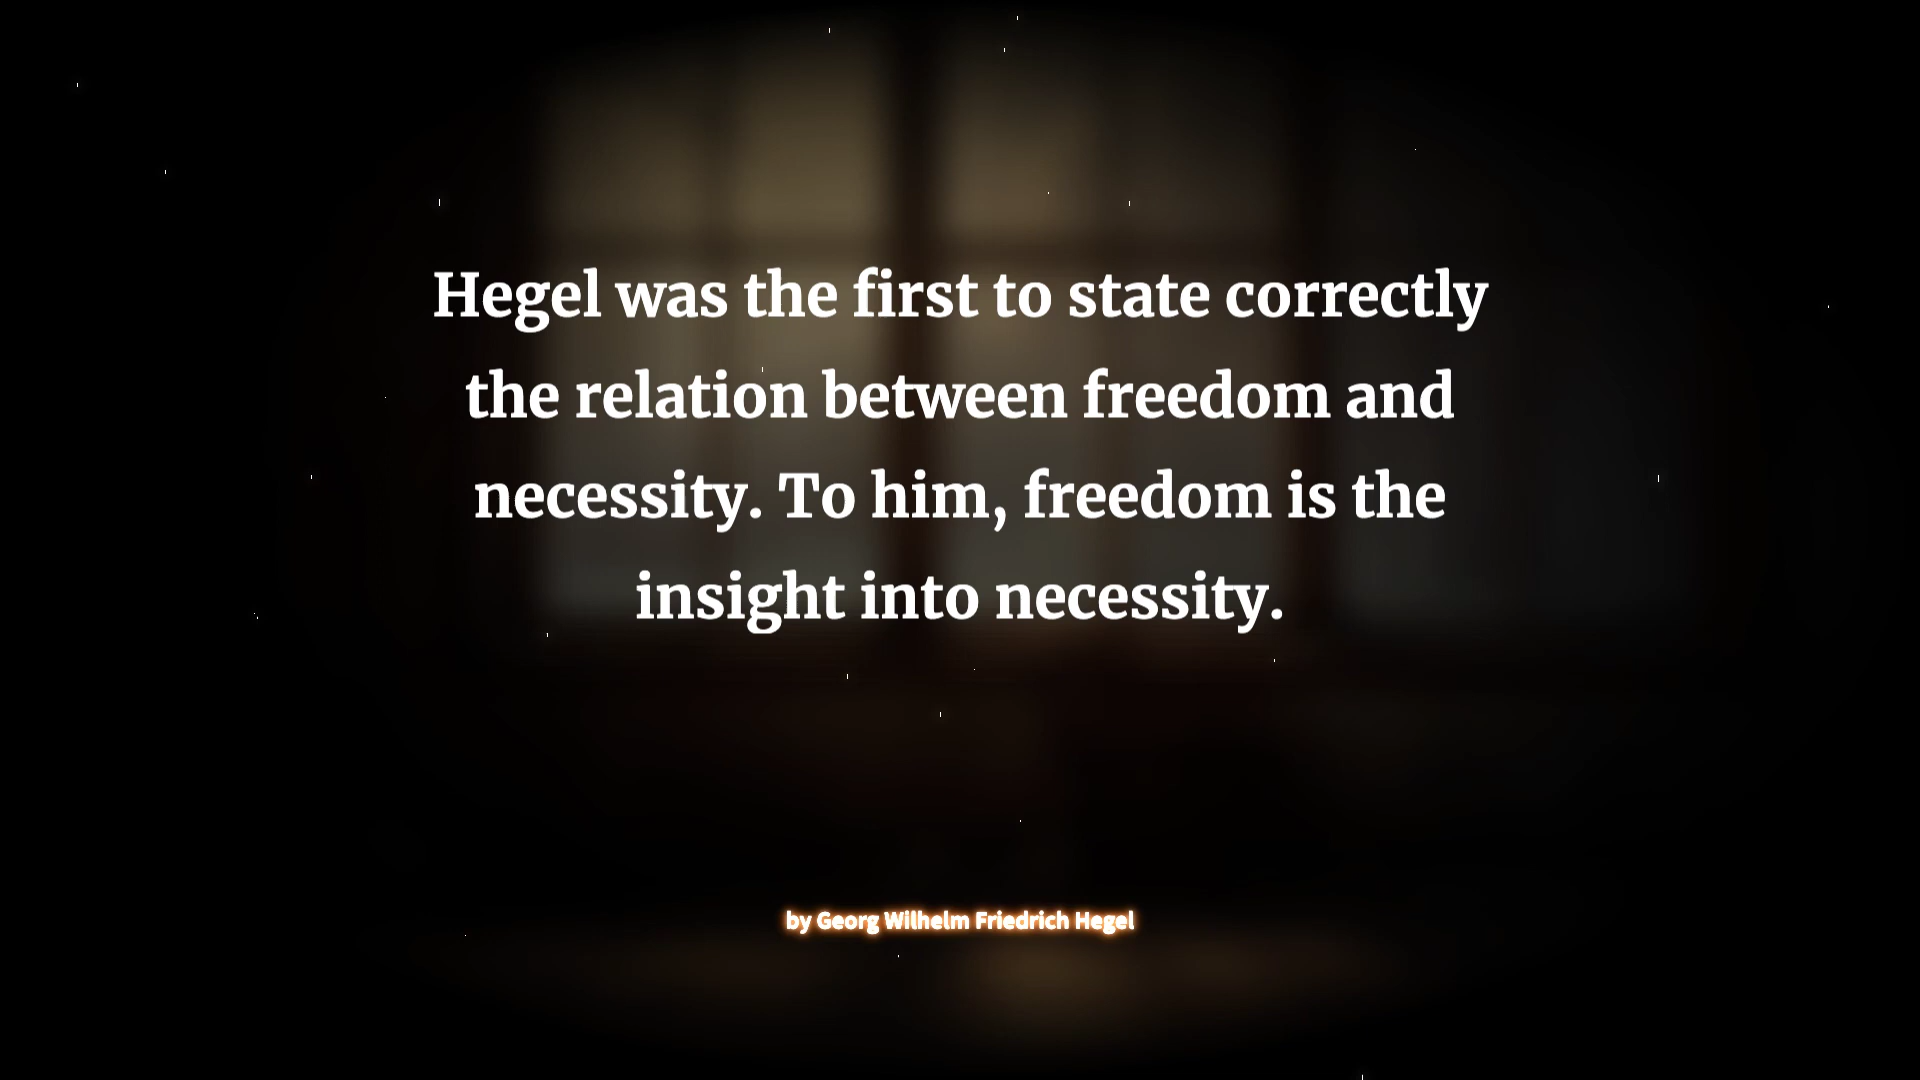 Hegel was the first to state correctly
the relation between freedom and
necessity. To him, freedom is the
insight into necessity.
by Georg Wilhelm Friedrich Hegel